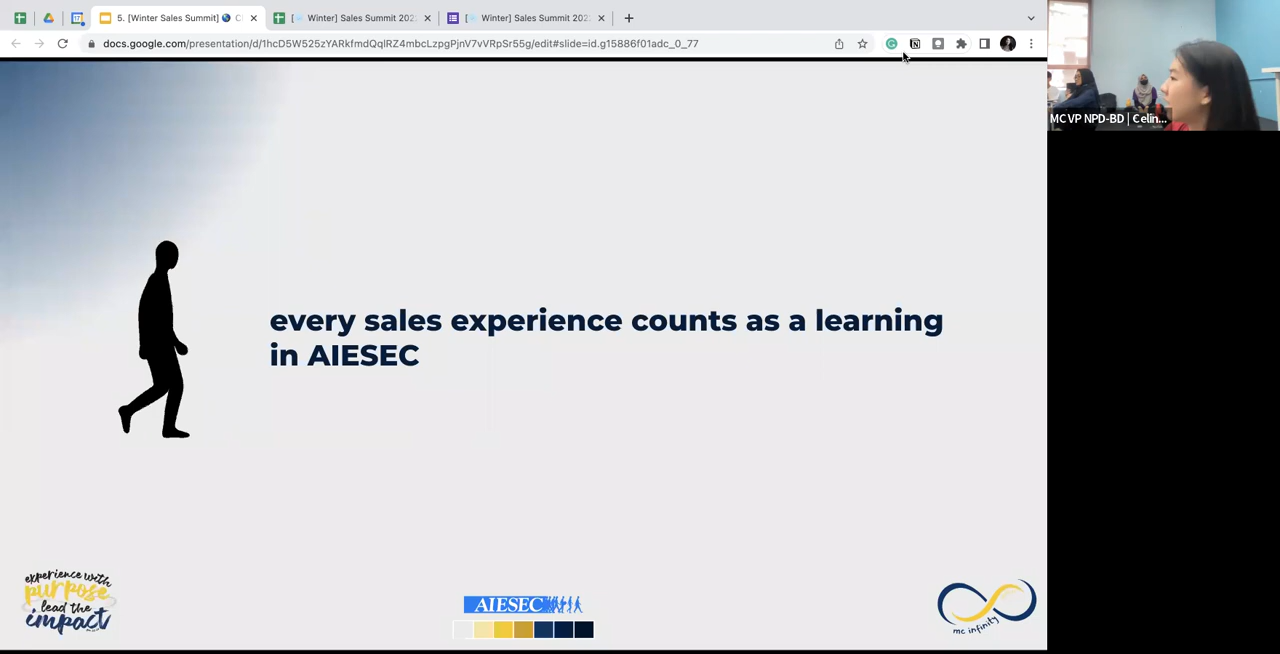 5. [Winter Sales Summit]
Winter] Sales Summit 202
Winter] Sales Summit 202
docs.google.com/presentation/d/1hcD5W525zYARkfmdQqIRZ4mbcLzpgPjnV7vVRpSr55g/edit#slide=id.g15886f01adc_0_77
MC VP NPD-BD | Celin...
every sales experience counts as a learning
in AIESEC
experience with
purpose
lead the
impact
AIESEC
mc infinity